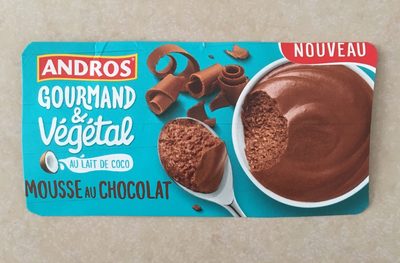 NOUVEAU
ANDROS
GOURMAND
& Végétal
AU LAIT DE COCO
MOUSSE AU CHOCOLAT